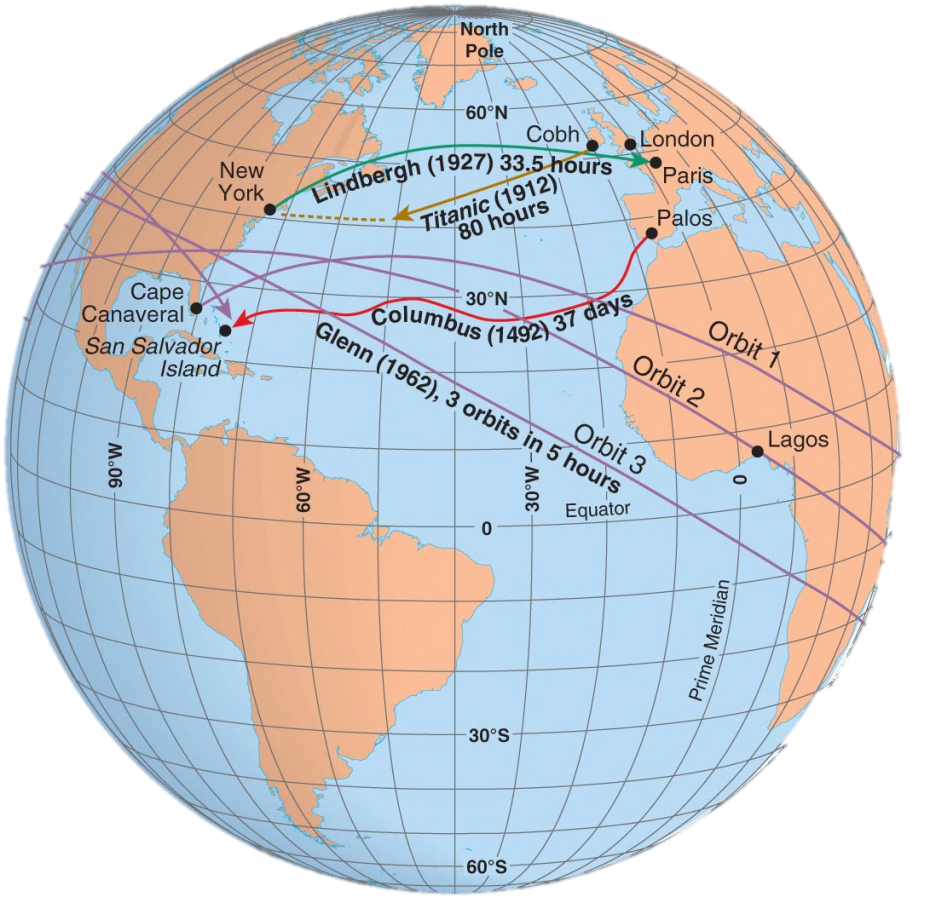 North
Pole
60°N
Cobh
London
Lindbergh (1927) 33.5 hours
Paris
New
York
Titanic (1912)
80 hours
Palos
Cape
Canaveral
30°N
Columbus (1492) 37 days
San Salvador
Island
Glenn (1962), 3 orbits in 5 hours
Orbit 1
Orbit 2
Orbit 3
Lagos
90°W
60°W
30°W
0
Equator
0
Prime Meridian
30°S
60°S